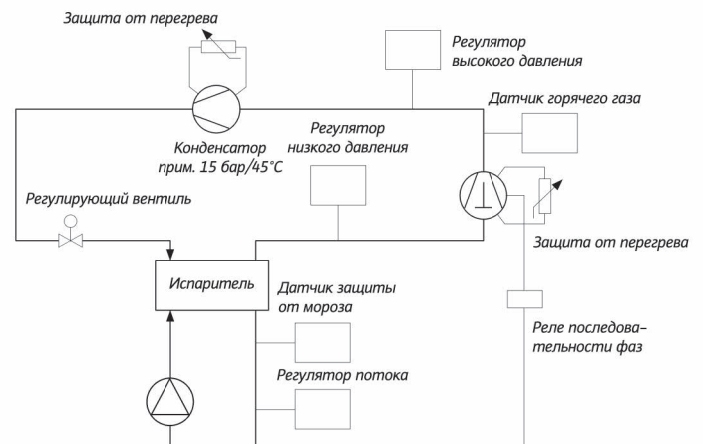 Защита от перегрева
Регулятор
высокого давления
Датчик горячего газа
Конденсатор
прим. 15 бар/45°С
Регулятор
низкого давления
Регулирующий вентиль
Защита от перегрева
Испаритель
Датчик защиты
от мороза
Реле последова-
тельности фаз
Регулятор потока